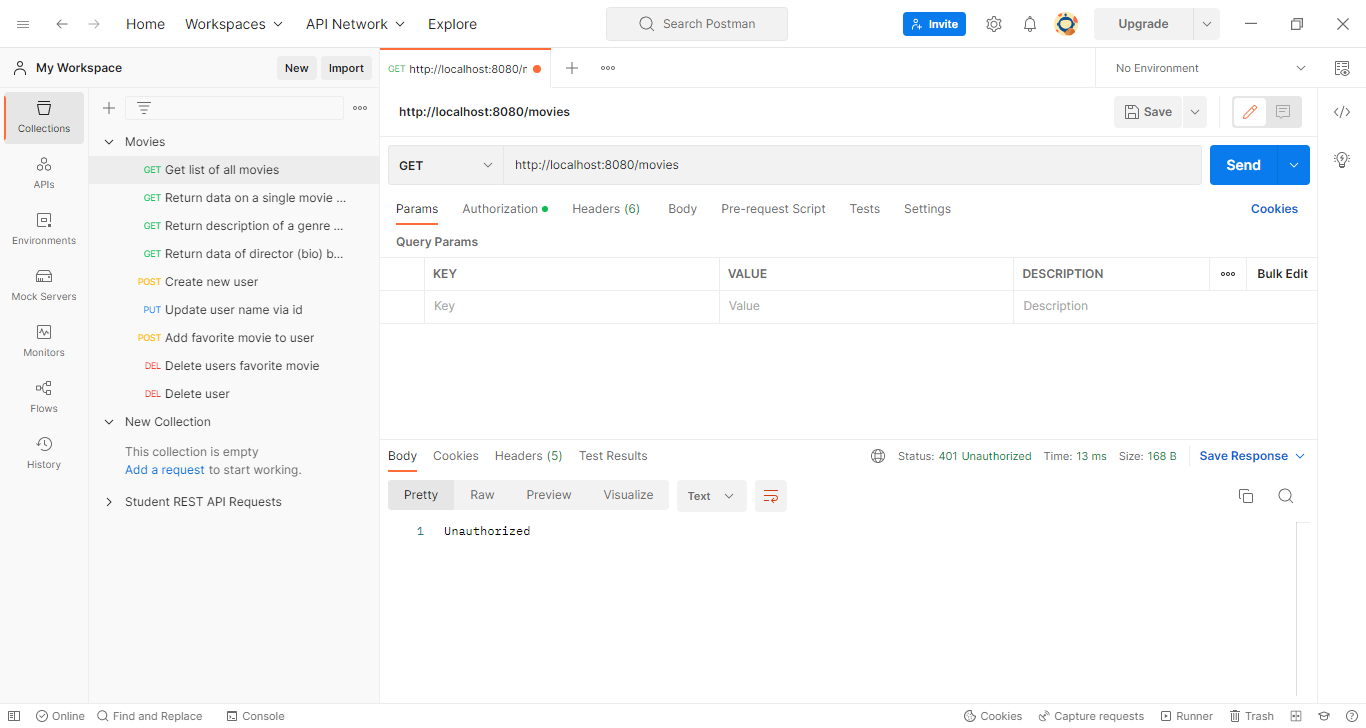 Home Workspaces API Network Explore Search Postman Invite Upgrade
My Workspace New Import GET http://localhost:8080/r No Environment
Collections
APIs
Environments
Mock Servers
Monitors
Flows
History
Movies
GET Get list of all movies
GET Return data on a single movie ...
GET Return description of a genre ...
GET Return data of director (bio) b...
POST Create new user
PUT Update user name via id
POST Add favorite movie to user
DEL Delete users favorite movie
DEL Delete user
New Collection
This collection is empty
Add a request to start working.
Student REST API Requests
http://localhost:8080/movies Save
GET http://localhost:8080/movies Send
Params Authorization Headers (6) Body Pre-request Script Tests Settings Cookies
Query Params
KEY VALUE DESCRIPTION Bulk Edit
Key Value Description
Body Cookies Headers (5) Test Results Status: 401 Unauthorized Time: 13 ms Size: 168 B Save Response
Pretty Raw Preview Visualize Text
1 Unauthorized
Online Find and Replace Console Cookies Capture requests Runner Trash